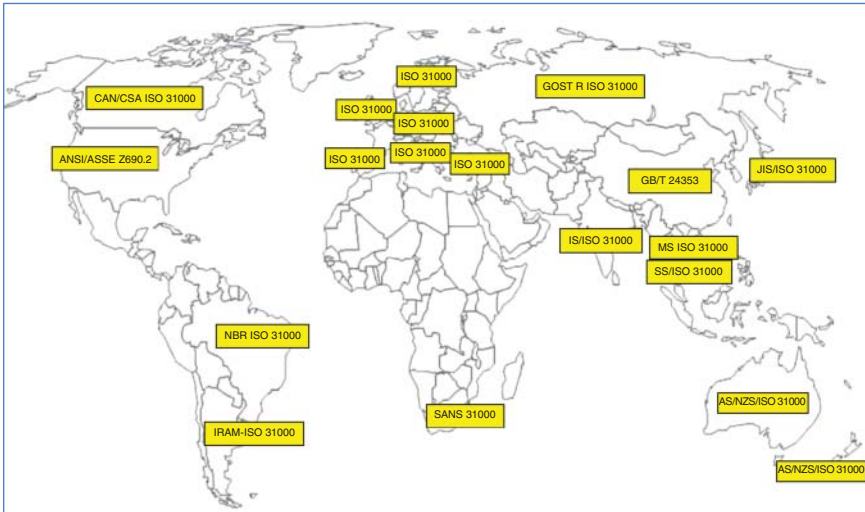 ISO 31000
GOST R ISO 31000
CAN/CSA ISO 31000
ISO 31000
ISO 31000
ANSI/ASSE Z690.2
ISO 31000
ISO 31000
ISO 31000
JIS/ISO 31000
GB/T 24353
IS/ISO 31000
MS ISO 31000
SS/ISO 31000
NBR ISO 31000
AS/NZS/ISO 31000
SANS 31000
IRAM-ISO 31000
AS/NZS/ISO 31000